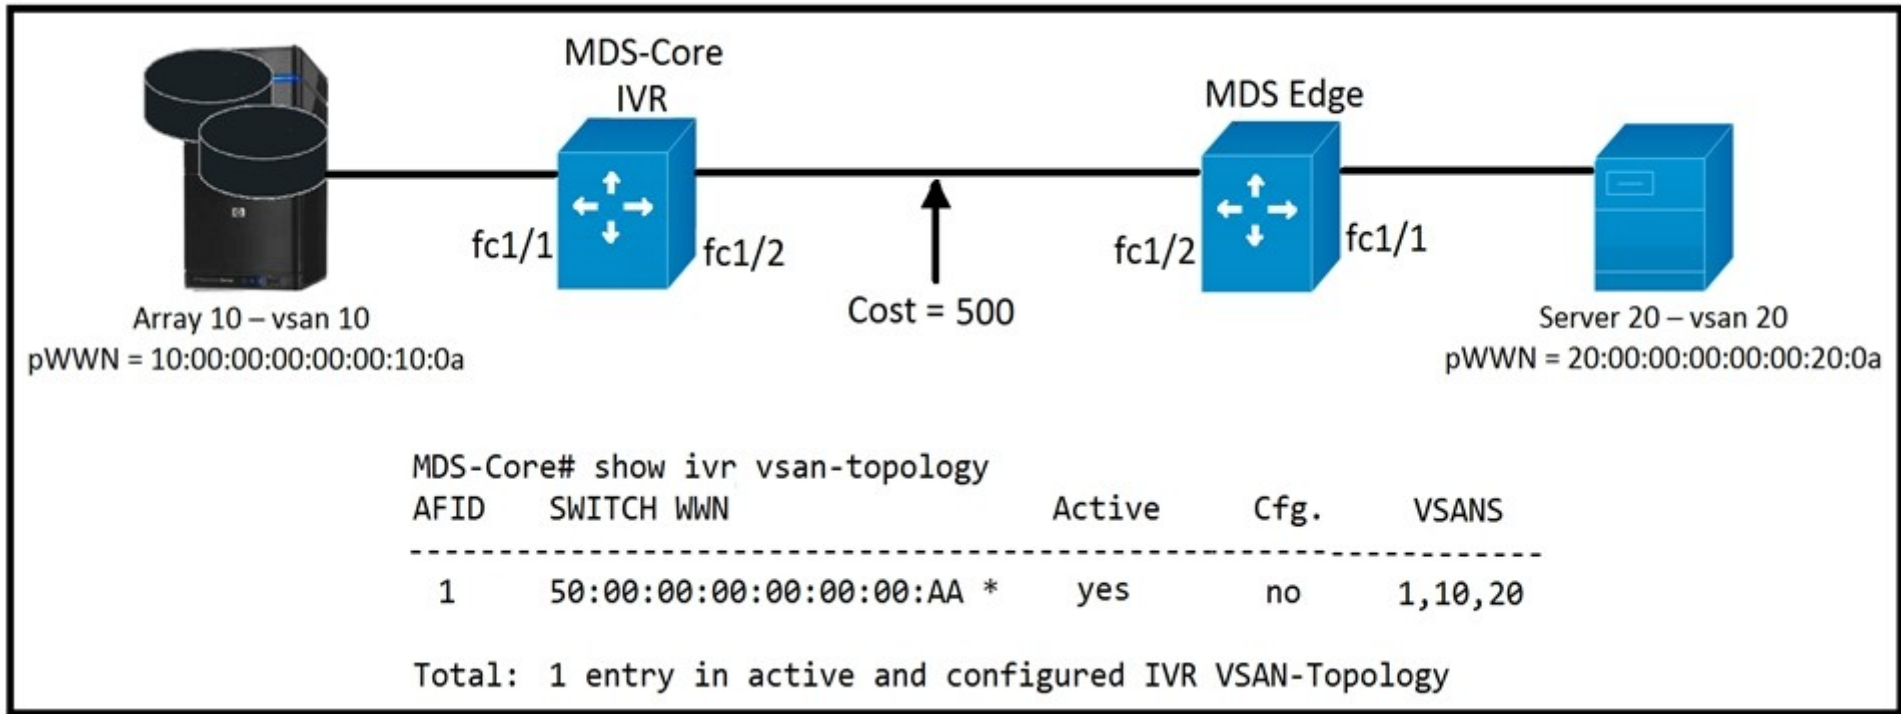 MDS-Core
IVR
MDS Edge
fc1/1
fc1/2
fc1/2
fc1/1
Cost = 500
Array 10 – vsan 10
pWWN = 10:00:00:00:00:00:10:0a
Server 20 – vsan 20
pWWN = 20:00:00:00:00:00:20:0a
MDS-Core# show ivr vsan-topology
AFID SWITCH WWN Active Cfg. VSANS
--------------------------------------------------------------
1 50:00:00:00:00:00:00:AA * yes no 1,10,20
Total: 1 entry in active and configured IVR VSAN-Topology